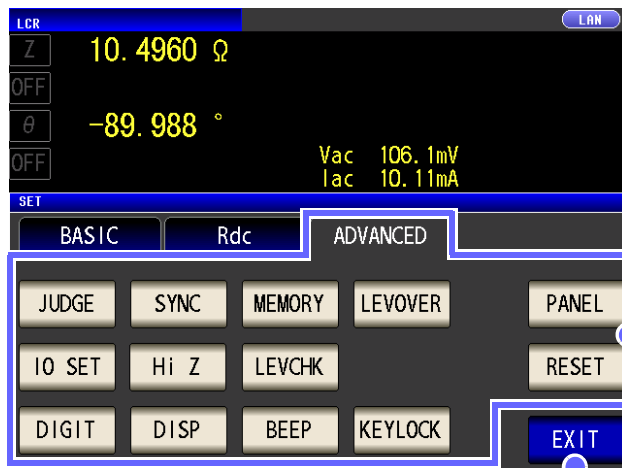 LCR LAN
Z 10.4960 Ω
OFF
θ -89.988 °
OFF Vac 106.1mV
Iac 10.11mA
SET
BASIC Rdc ADVANCED
JUDGE SYNC MEMORY LEVOVER PANEL
IO SET Hi Z LEVCHK RESET
DIGIT DISP BEEP KEYLOCK EXIT